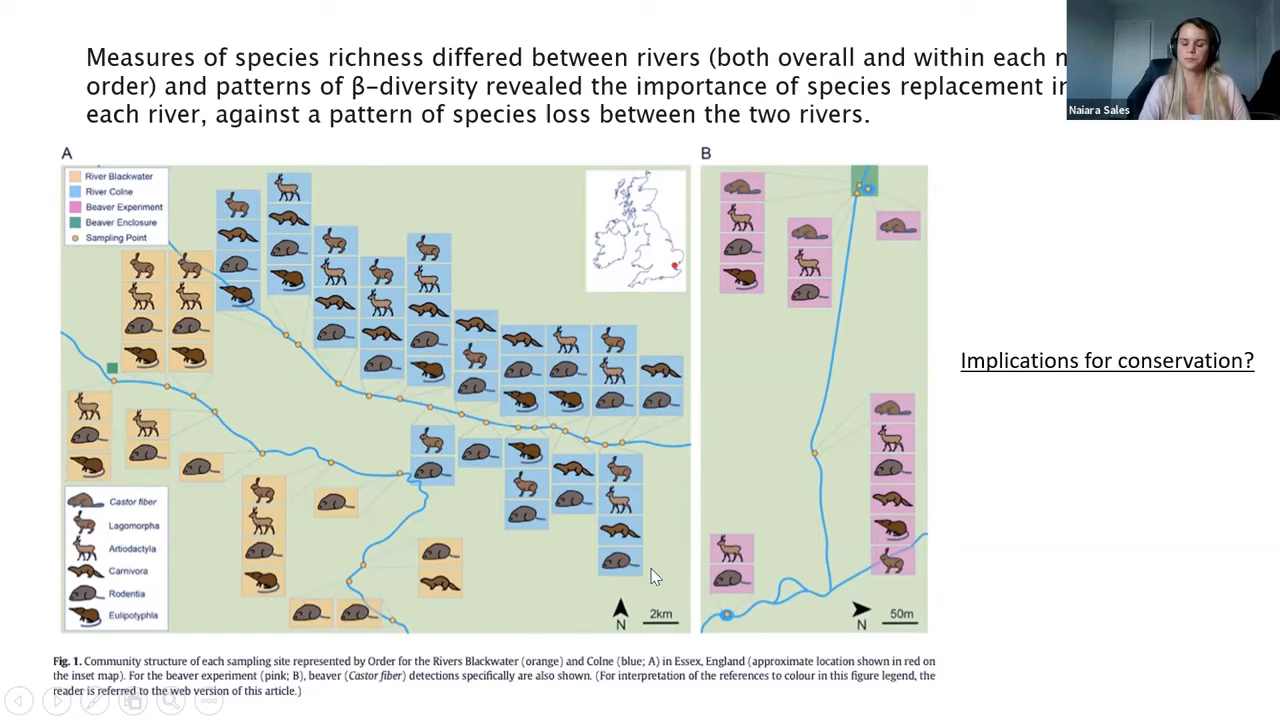 Measures of species richness differed between rivers (both overall and within each
order) and patterns of β-diversity revealed the importance of species replacement
each river, against a pattern of species loss between the two rivers.
Naiara Sales
A
B
River Blackwater
River Colne
Beaver Experiment
Beaver Enclosure
Sampling Point
Implications for conservation?
Castor fiber
Lagomorpha
Artiodactyla
Carnivora
Rodentia
Eulipotyphla
N
2km
N
50m
Fig. 1. Community structure of each sampling site represented by Order for the Rivers Blackwater (orange) and Colne (blue; A) in Essex, England (approximate location shown in red on
the inset map). For the beaver experiment (pink; B), beaver (Castor fiber) detections specifically are also shown. (For interpretation of the references to colour in this figure legend, the
reader is referred to the web version of this article.)